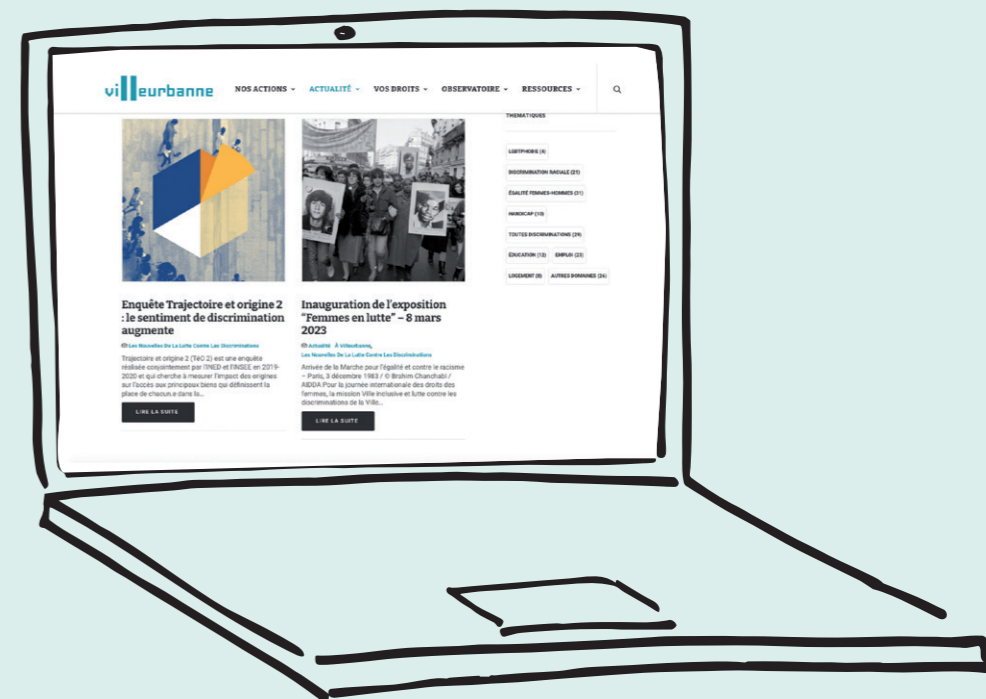 villeurbanne
NOS ACTIONS ACTUALITÉ VOS DROITS OBSERVATOIRE RESSOURCES
Enquête Trajectoire et origine 2
: le sentiment de discrimination
augmente
Les Nouvelles De La Lutte Contre Les Discriminations
Trajectoire et origine 2 (TéO 2) est une enquête
réalisée conjointement par l'INED et l'INSEE en 2019-
2020 et qui cherche à mesurer l'impact des origines
sur l'accès aux principaux biens qui définissent la
place de chacun.e dans la...
LIRE LA SUITE
Inauguration de l'exposition
“Femmes en lutte” – 8 mars
2023
Actualité À Villeurbanne,
Les Nouvelles De La Lutte Contre Les Discriminations
Arrivée de la Marche pour l'égalité et contre le racisme
– Paris, 3 décembre 1983 / © Brahim Chanchabi /
AIDDA Pour la journée internationale des droits des
femmes, la mission Ville inclusive et lutte contre les
discriminations de la Ville...
LIRE LA SUITE
THEMATIQUES
LGBTPHOBIE (4)
DISCRIMINATION RACIALE (21)
ÉGALITÉ FEMMES-HOMMES (31)
HANDICAP (10)
TOUTES DISCRIMINATIONS (29)
ÉDUCATION (12) EMPLOI (23)
LOGEMENT (8) AUTRES DOMAINES (26)